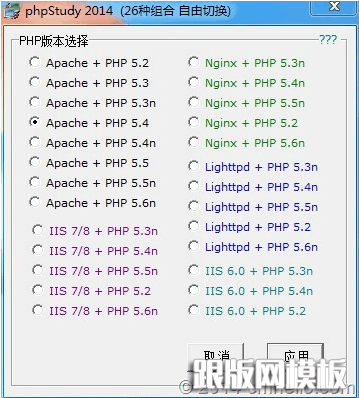 phpStudy 2014 (26种组合 自由切换)
PHP版本选择
???
Apache + PHP 5.2
Apache + PHP 5.3
Apache + PHP 5.3n
Apache + PHP 5.4
Apache + PHP 5.4n
Apache + PHP 5.5
Apache + PHP 5.5n
Apache + PHP 5.6n
IIS 7/8 + PHP 5.3n
IIS 7/8 + PHP 5.4n
IIS 7/8 + PHP 5.5n
IIS 7/8 + PHP 5.2
IIS 7/8 + PHP 5.6n
Nginx + PHP 5.3n
Nginx + PHP 5.4n
Nginx + PHP 5.5n
Nginx + PHP 5.2
Nginx + PHP 5.6n
Lighttpd + PHP 5.3n
Lighttpd + PHP 5.4n
Lighttpd + PHP 5.5n
Lighttpd + PHP 5.2
Lighttpd + PHP 5.6n
IIS 6.0 + PHP 5.3n
IIS 6.0 + PHP 5.4n
IIS 6.0 + PHP 5.2
取消
应用
跟版网模板